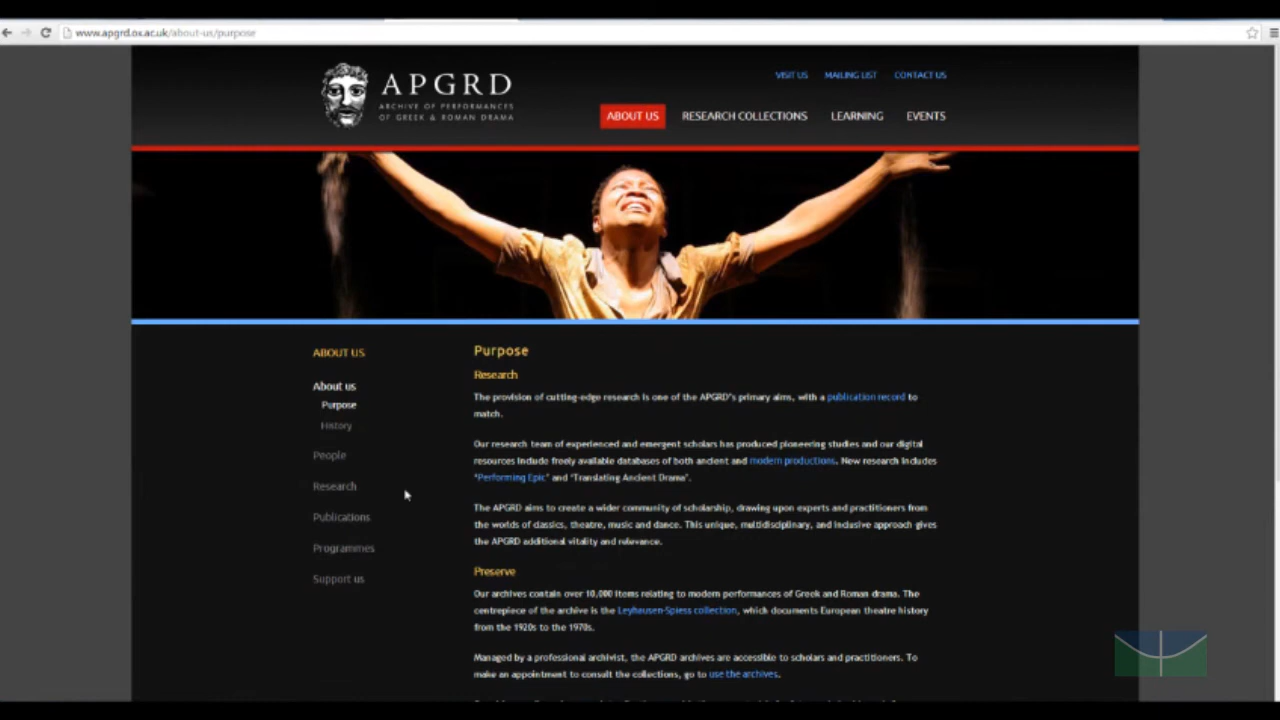 www.apgrd.ox.ac.uk/about-us/purpose
APGRD
ARCHIVE OF PERFORMANCES
OF GREEK & ROMAN DRAMA
VISIT US MAILING LIST CONTACT US
ABOUT US RESEARCH COLLECTIONS LEARNING EVENTS
ABOUT US
About us
Purpose
History
People
Research
Publications
Programmes
Support us
Purpose
Research
The provision of cutting-edge research is one of the APGRD's primary aims, with a publication record to
match.
Our research team of experienced and emergent scholars has produced pioneering studies and our digital
resources include freely available databases of both ancient and modern productions. New research includes
"Performing Epic" and "Translating Ancient Drama".
The APGRD aims to create a wider community of scholarship, drawing upon experts and practitioners from
the worlds of classics, theatre, music and dance. This unique, multidisciplinary, and inclusive approach gives
the APGRD additional vitality and relevance.
Preserve
Our archives contain over 10,000 items relating to modern performances of Greek and Roman drama. The
centrepiece of the archive is the Leyhausen-Spiess collection, which documents European theatre history
from the 1920s to the 1970s.
Managed by a professional archivist, the APGRD archives are accessible to scholars and practitioners. To
make an appointment to consult the collections, go to use the archives.